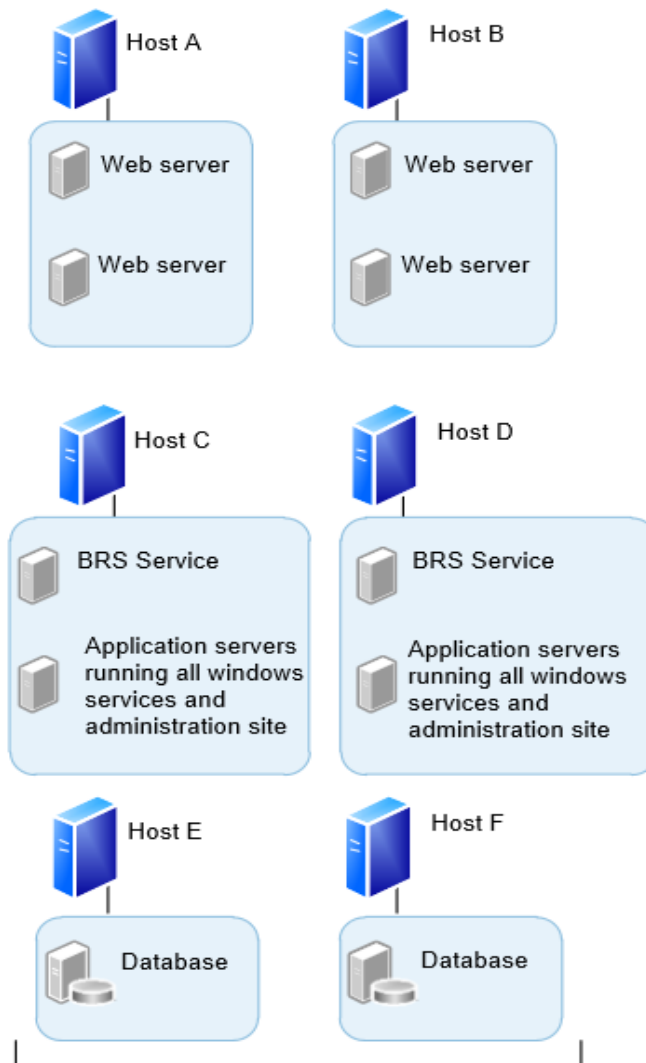 Host A
Host B
Web server
Web server
Web server
Web server
Host C
Host D
BRS Service
BRS Service
Application servers
running all windows
services and
administration site
Application servers
running all windows
services and
administration site
Host E
Host F
Database
Database